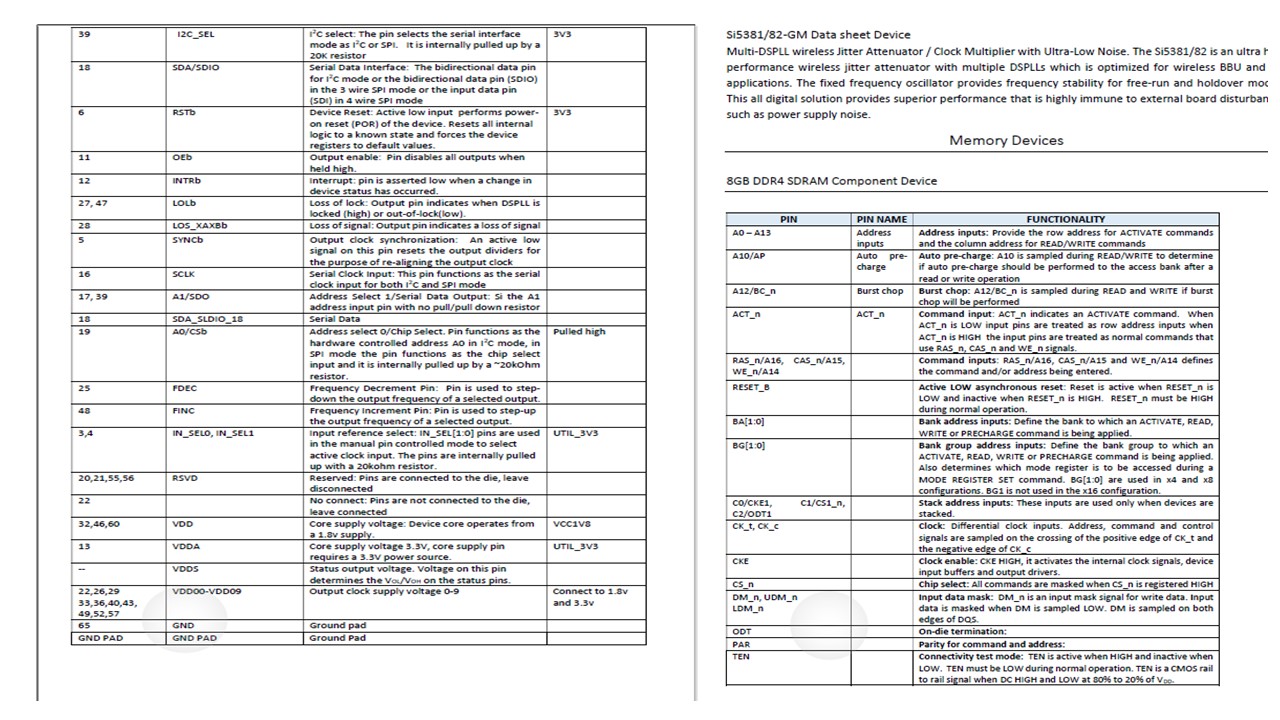 39 I2C_SEL I²C select: The pin selects the serial interface 3V3
mode as I²C or SPI. It is internally pulled up by a
20K resistor
18 SDA/SDIO Serial Data Interface: The bidirectional data pin
for I²C mode or the bidirectional data pin (SDIO)
in the 3 wire SPI mode or the input data pin
(SDI) in 4 wire SPI mode
6 RSTb Device Reset: Active low input performs power- 3V3
on reset (POR) of the device. Resets all internal
logic to a known state and forces the device
registers to default values.
11 OEb Output enable: Pin disables all outputs when
held high.
12 INTRb Interrupt: pin is asserted low when a change in
device status has occurred.
27, 47 LOLb Loss of lock: Output pin indicates when DSPLL is
locked (high) or out-of-lock(low).
28 LOS_XAXBb Loss of signal: Output pin indicates a loss of signal
5 SYNCb Output clock synchronization: An active low
signal on this pin resets the output dividers for
the purpose of re-aligning the output clock
16 SCLK Serial Clock Input: This pin functions as the serial
clock input for both I²C and SPI mode
17, 39 A1/SDO Address Select 1/Serial Data Output: Si the A1
address input pin with no pull/pull down resistor
18 SDA_SLDIO_18 Serial Data
19 A0/CSb Address select 0/Chip Select. Pin functions as the Pulled high
hardware controlled address A0 in I²C mode, in
SPI mode the pin functions as the chip select
input and it is internally pulled up by a ~20kOhm
resistor.
25 FDEC Frequency Decrement Pin: Pin is used to step-
down the output frequency of a selected output.
48 FINC Frequency Increment Pin: Pin is used to step-up
the output frequency of a selected output.
3,4 IN_SEL0, IN_SEL1 Input reference select: IN_SEL[1:0] pins are used UTIL_3V3
in the manual pin controlled mode to select
active clock input. The pins are internally pulled
up with a 20kohm resistor.
20,21,55,56 RSVD Reserved: Pins are connected to the die, leave
disconnected
22 No connect: Pins are not connected to the die,
leave connected
32,46,60 VDD Core supply voltage: Device core operates from VCC1V8
a 1.8v supply.
13 VDDA Core supply voltage 3.3V, core supply pin UTIL_3V3
requires a 3.3V power source.
-- VDDS Status output voltage. Voltage on this pin
determines the VOL/VOH on the status pins.
22,26,29 VDD00-VDD09 Output clock supply voltage 0-9 Connect to 1.8v
33,36,40,43, and 3.3v
49,52,57
65 GND Ground pad
GND PAD GND PAD Ground Pad
Si5381/82-GM Data sheet Device
Multi-DSPLL wireless Jitter Attenuator / Clock Multiplier with Ultra-Low Noise. The Si5381/82 is an ultra h
performance wireless jitter attenuator with multiple DSPLLs which is optimized for wireless BBU and
applications. The fixed frequency oscillator provides frequency stability for free-run and holdover mod
This all digital solution provides superior performance that is highly immune to external board disturban
such as power supply noise.
Memory Devices
8GB DDR4 SDRAM Component Device
PIN PIN NAME FUNCTIONALITY
A0 – A13 Address Address inputs: Provide the row address for ACTIVATE commands
inputs and the column address for READ/WRITE commands
A10/AP Auto pre- Auto pre-charge: A10 is sampled during READ/WRITE to determine
charge if auto pre-charge should be performed to the access bank after a
read or write operation
A12/BC_n Burst chop Burst chop: A12/BC_n is sampled during READ and WRITE if burst
chop will be performed
ACT_n ACT_n Command input: ACT_n indicates an ACTIVATE command. When
ACT_n is LOW input pins are treated as row address inputs when
ACT_n is HIGH the input pins are treated as normal commands that
use RAS_n, CAS_n and WE_n signals.
RAS_n/A16, CAS_n/A15, Command inputs: RAS_n/A16, CAS_n/A15 and WE_n/A14 defines
WE_n/A14 the command and/or address being entered.
RESET_B Active LOW asynchronous reset: Reset is active when RESET_n is
LOW and inactive when RESET_n is HIGH. RESET_n must be HIGH
during normal operation.
BA[1:0] Bank address inputs: Define the bank to which an ACTIVATE, READ,
WRITE or PRECHARGE command is being applied.
BG[1:0] Bank group address inputs: Define the bank group to which an
ACTIVATE, READ, WRITE or PRECHARGE command is being applied.
Also determines which mode register is to be accessed during a
MODE REGISTER SET command. BG[1:0] are used in x4 and x8
configurations. BG1 is not used in the x16 configuration.
C0/CKE1, C1/CS1_n, Stack address inputs: These inputs are used only when devices are
C2/ODT1 stacked.
CK_t, CK_c Clock: Differential clock inputs. Address, command and control
signals are sampled on the crossing of the positive edge of CK_t and
the negative edge of CK_c
CKE Clock enable: CKE HIGH, it activates the internal clock signals, device
input buffers and output drivers.
CS_n Chip select: All commands are masked when CS_n is registered HIGH
DM_n, UDM_n Input data mask: DM_n is an input mask signal for write data. Input
LDM_n data is masked when DM is sampled LOW. DM is sampled on both
edges of DQS.
ODT On-die termination:
PAR Parity for command and address:
TEN Connectivity test mode: TEN is active when HIGH and inactive when
LOW. TEN must be LOW during normal operation. TEN is a CMOS rail
to rail signal when DC HIGH and LOW at 80% to 20% of VDD.